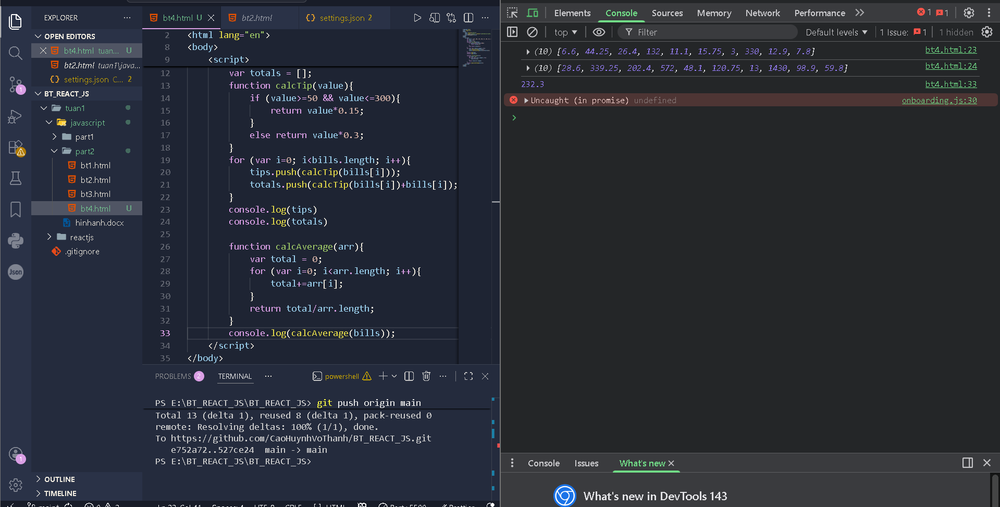 EXPLORER
OPEN EDITORS
bt4.html tuan... U
bt2.html tuan1\java...
settings.json C... 2
BT_REACT_JS
tuan1
javascript
part1
part2
bt1.html
bt2.html
bt3.html
bt4.html U
hinhanh.docx
reactjs
.gitignore
OUTLINE
TIMELINE
1
Json
1
bt4.html U bt2.html settings.json 2
2 <html lang="en">
8 <body>
9 <script>
12 var totals = [];
13 function calcTip(value){
14 if (value>=50 && value<=300){
15 return value*0.15;
16 }
17 else return value*0.3;
18 }
19 for (var i=0; i<bills.length; i++){
20 tips.push(calcTip(bills[i]));
21 totals.push(calcTip(bills[i])+bills[i]);
22 }
23 console.log(tips)
24 console.log(totals)
25
26 function calcAverage(arr){
27 var total = 0;
28 for (var i=0; i<arr.length; i++){
29 total+=arr[i];
30 }
31 return total/arr.length;
32 }
33 console.log(calcAverage(bills));
34 </script>
35 </body>
PROBLEMS 2 TERMINAL powershell
PS E:\BT_REACT_JS\BT_REACT_JS> git push origin main
Total 13 (delta 1), reused 8 (delta 1), pack-reused 0
remote: Resolving deltas: 100% (1/1), done.
To https://github.com/CaoHuynhVoThanh/BT_REACT_JS.git
e752a72..527ce24 main -> main
PS E:\BT_REACT_JS\BT_REACT_JS>
Elements Console Sources Memory Network Performance 1 1
top Filter Default levels 1 Issue: 1 1 hidden
(10) [6.6, 44.25, 26.4, 132, 11.1, 15.75, 3, 330, 12.9, 7.8] bt4.html:23
(10) [28.6, 339.25, 202.4, 572, 48.1, 120.75, 13, 1430, 98.9, 59.8] bt4.html:24
232.3 bt4.html:33
Uncaught (in promise) undefined onboarding.js:30
Console Issues What's new
What's new in DevTools 143